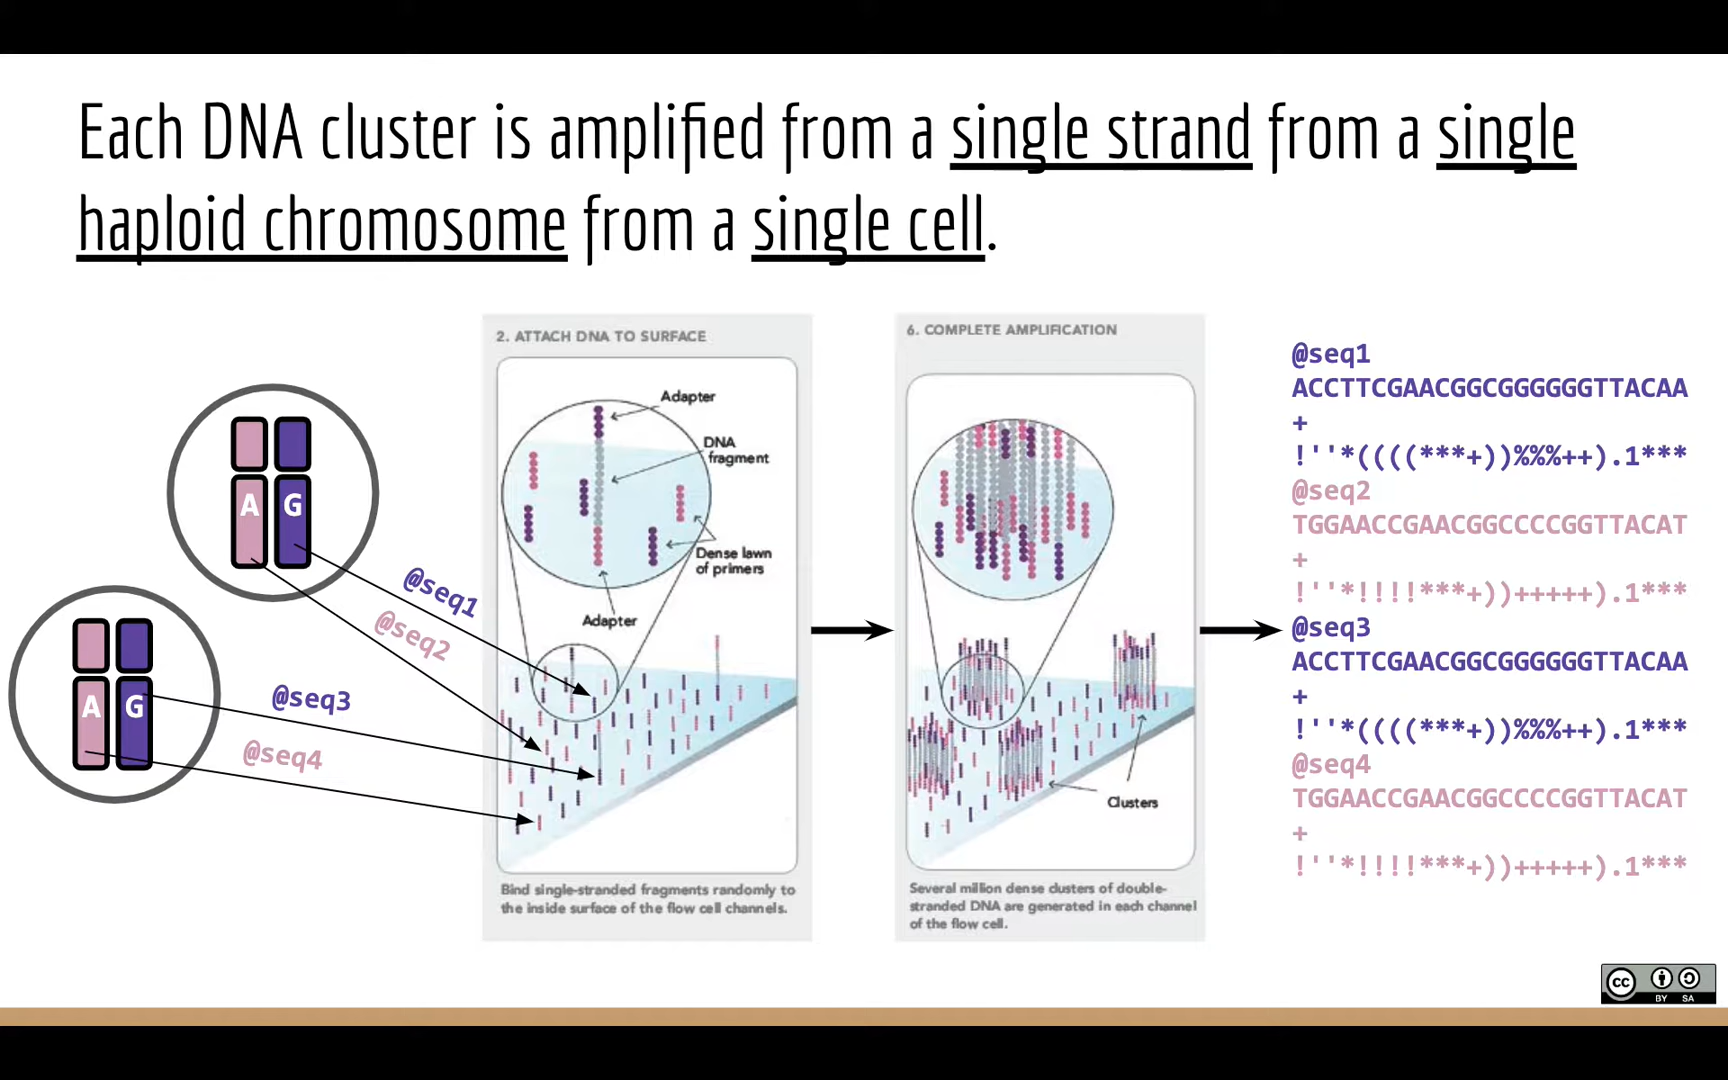 Each DNA cluster is amplified from a single strand from a single
haploid chromosome from a single cell.
A G
A G
@seq1
@seq2
@seq3
@seq4
2. ATTACH DNA TO SURFACE
Adapter
DNA
fragment
Dense lawn
of primers
Adapter
Bind single-stranded fragments randomly to
the inside surface of the flow cell channels.
6. COMPLETE AMPLIFICATION
Clusters
Several million dense clusters of double-
stranded DNA are generated in each channel
of the flow cell.
@seq1
ACCTTCGAACGGCGGGGGGTTACAA
+
!''*((((***+))%%%++).1***
@seq2
TGGAACCGAACGGCCCCGGTTACAT
+
!''*!!!!***+))+++++).1***
@seq3
ACCTTCGAACGGCGGGGGGTTACAA
+
!''*((((***+))%%%++).1***
@seq4
TGGAACCGAACGGCCCCGGTTACAT
+
!''*!!!!***+))+++++).1***
cc
BY SA